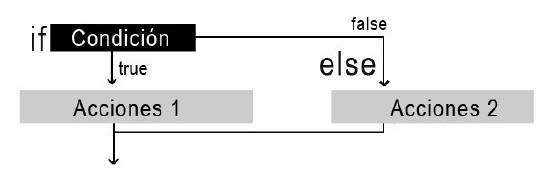 false
if Condición
true
else
Acciones 1
Acciones 2